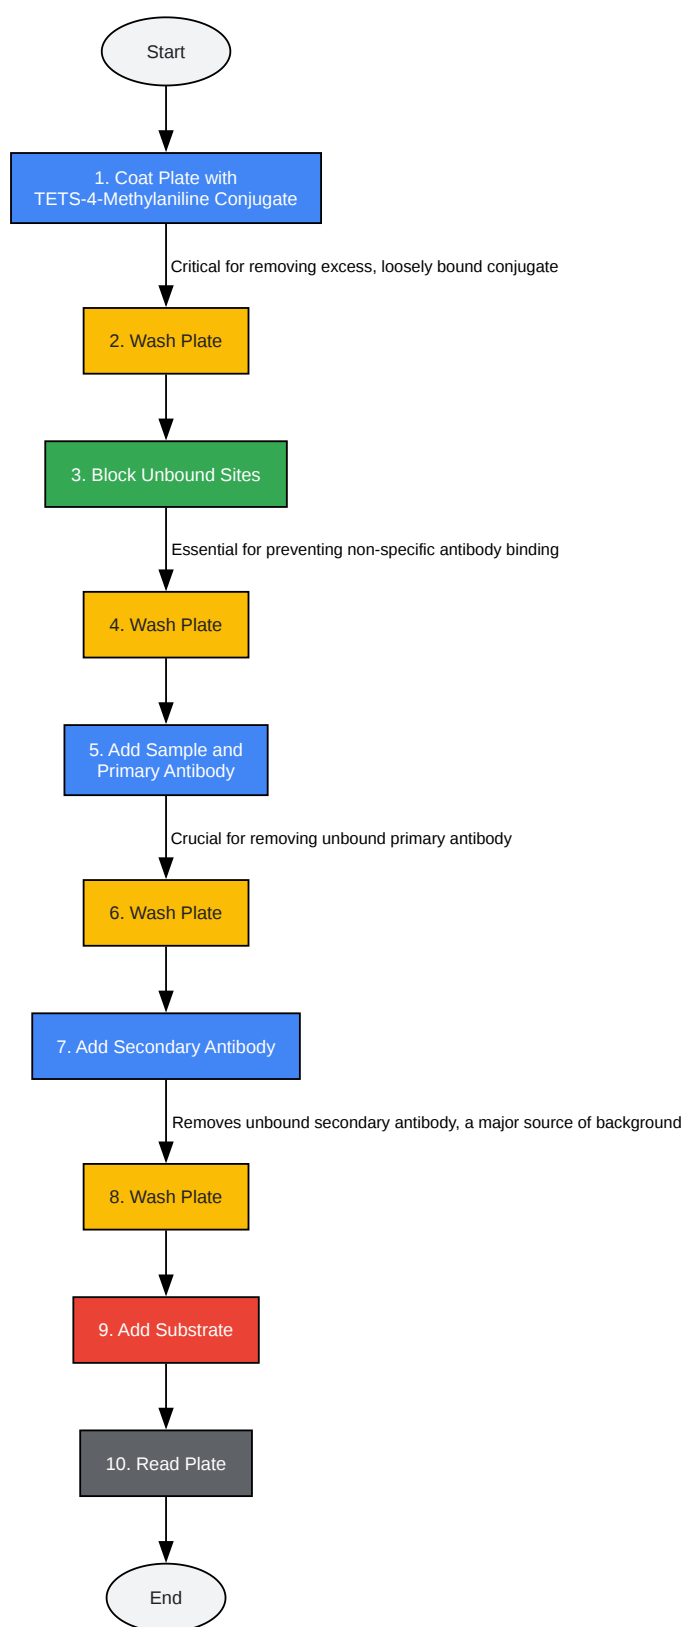 Start
1. Coat Plate with
TETS-4-Methylaniline Conjugate
Critical for removing excess, loosely bound conjugate
2. Wash Plate
3. Block Unbound Sites
Essential for preventing non-specific antibody binding
4. Wash Plate
5. Add Sample and
Primary Antibody
Crucial for removing unbound primary antibody
6. Wash Plate
7. Add Secondary Antibody
Removes unbound secondary antibody, a major source of background
8. Wash Plate
9. Add Substrate
10. Read Plate
End